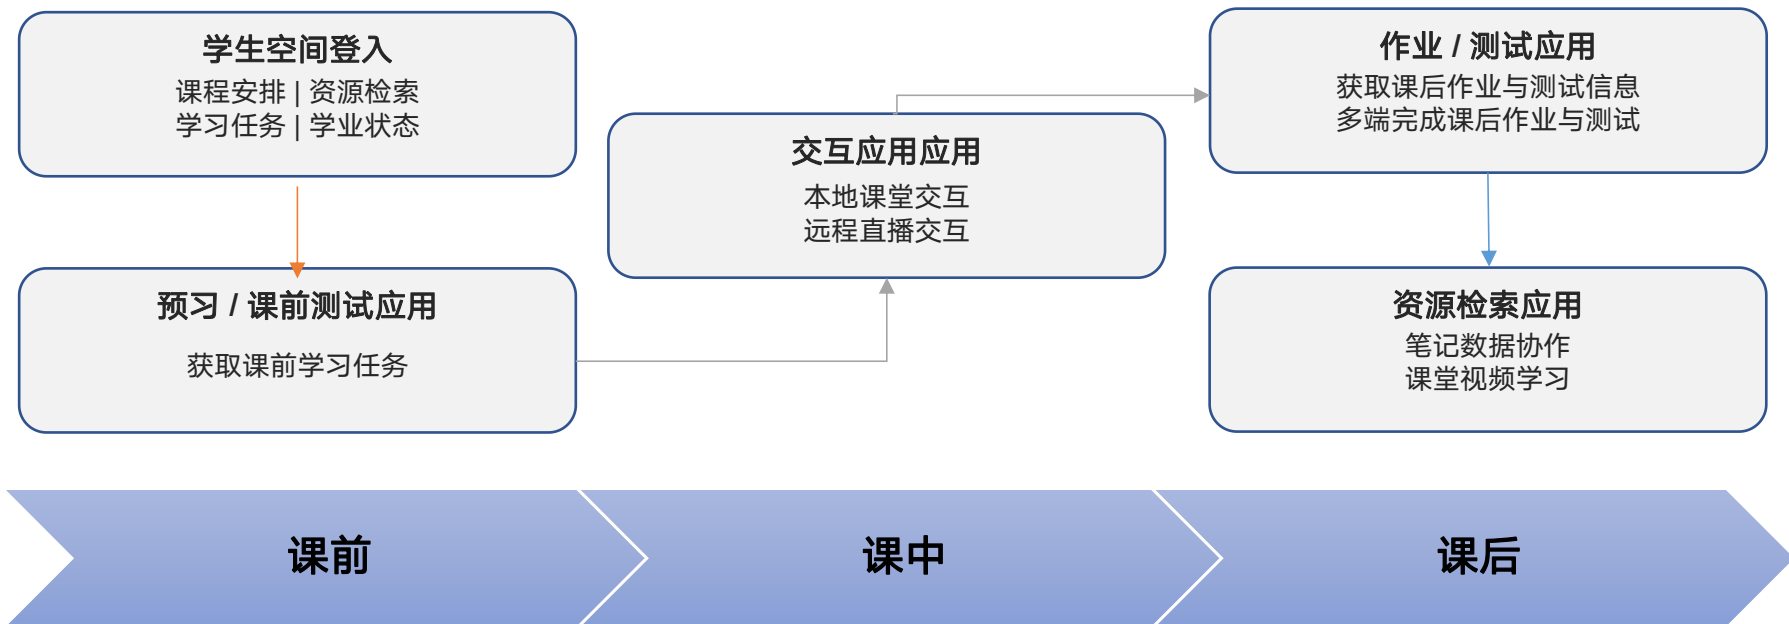 学生空间登入
课程安排 | 资源检索
学习任务 | 学业状态
预习 / 课前测试应用
获取课前学习任务
交互应用应用
本地课堂交互
远程直播交互
作业 / 测试应用
获取课后作业与测试信息
多端完成课后作业与测试
资源检索应用
笔记数据协作
课堂视频学习
课前
课中
课后